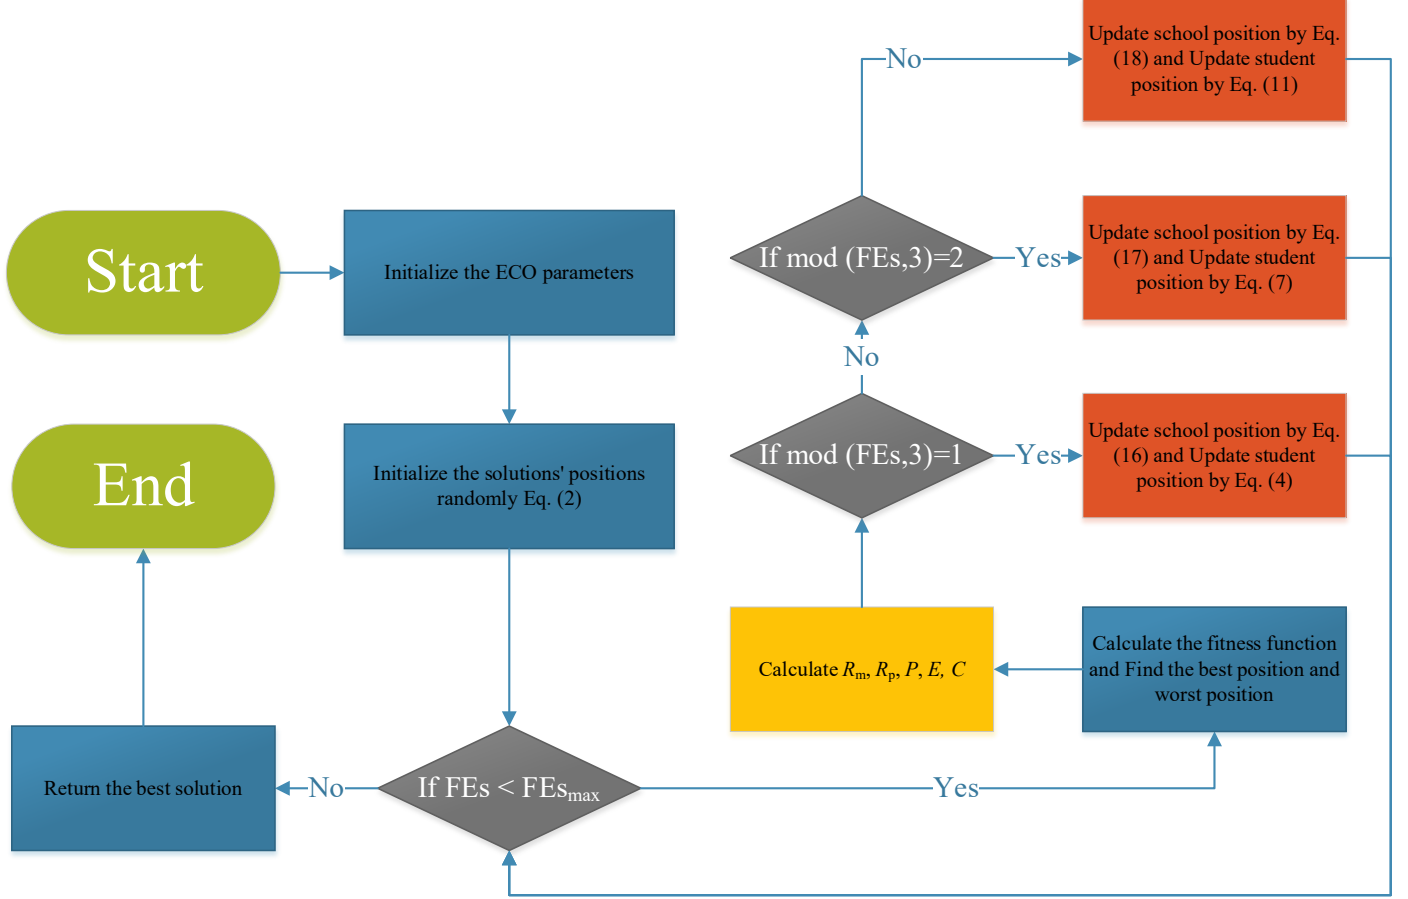 Start
Initialize the ECO parameters
Initialize the solutions' positions
randomly Eq. (2)
If FEs < FEsmax
No
Return the best solution
End
Yes
Calculate the fitness function
and Find the best position and
worst position
Calculate Rm, Rp, P, E, C
If mod (FEs,3)=1
Yes
Update school position by Eq.
(16) and Update student
position by Eq. (4)
No
If mod (FEs,3)=2
Yes
Update school position by Eq.
(17) and Update student
position by Eq. (7)
No
Update school position by Eq.
(18) and Update student
position by Eq. (11)